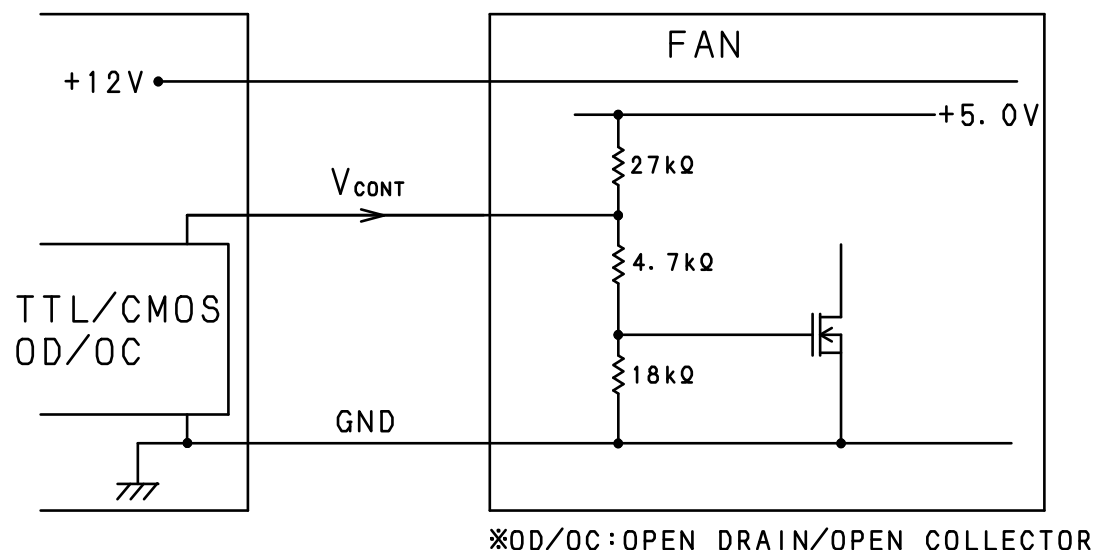 FAN
+12V
+5.0V
27kΩ
VCONT
4.7kΩ
TTL/CMOS
OD/OC
18kΩ
GND
※OD/OC:OPEN DRAIN/OPEN COLLECTOR